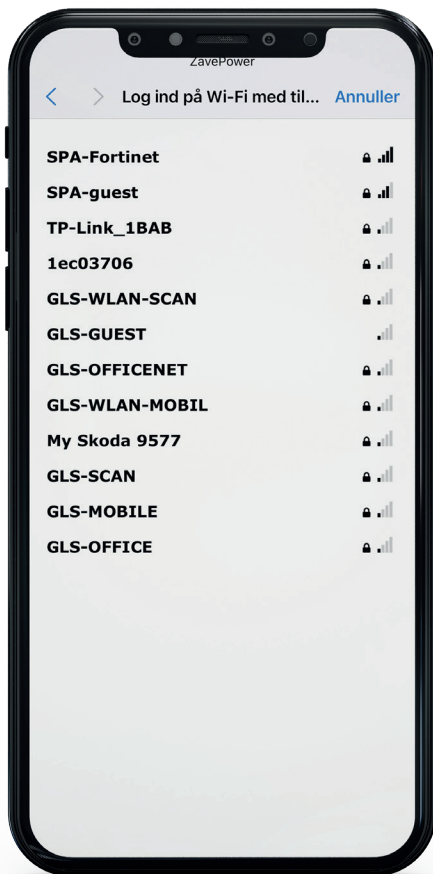 ZavePower
Log ind på Wi-Fi med til... Annuller
SPA-Fortinet
SPA-guest
TP-Link_1BAB
1ec03706
GLS-WLAN-SCAN
GLS-GUEST
GLS-OFFICENET
GLS-WLAN-MOBIL
My Skoda 9577
GLS-SCAN
GLS-MOBILE
GLS-OFFICE